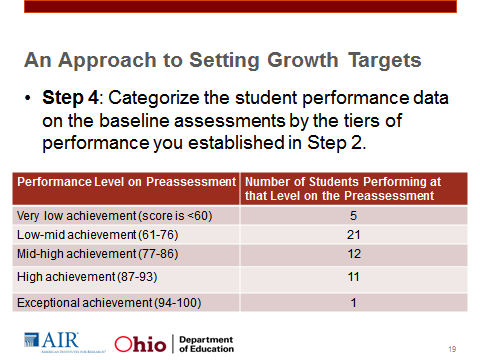 An Approach to Setting Growth Targets
• Step 4: Categorize the student performance data
on the baseline assessments by the tiers of
performance you established in Step 2.
Performance Level on Preassessment Number of Students Performing at
that Level on the Preassessment
Very low achievement (score is <60) 5
Low-mid achievement (61-76) 21
Mid-high achievement (77-86) 12
High achievement (87-93) 11
Exceptional achievement (94-100) 1
AIR
AMERICAN INSTITUTES FOR RESEARCH
Ohio Department
of Education
19